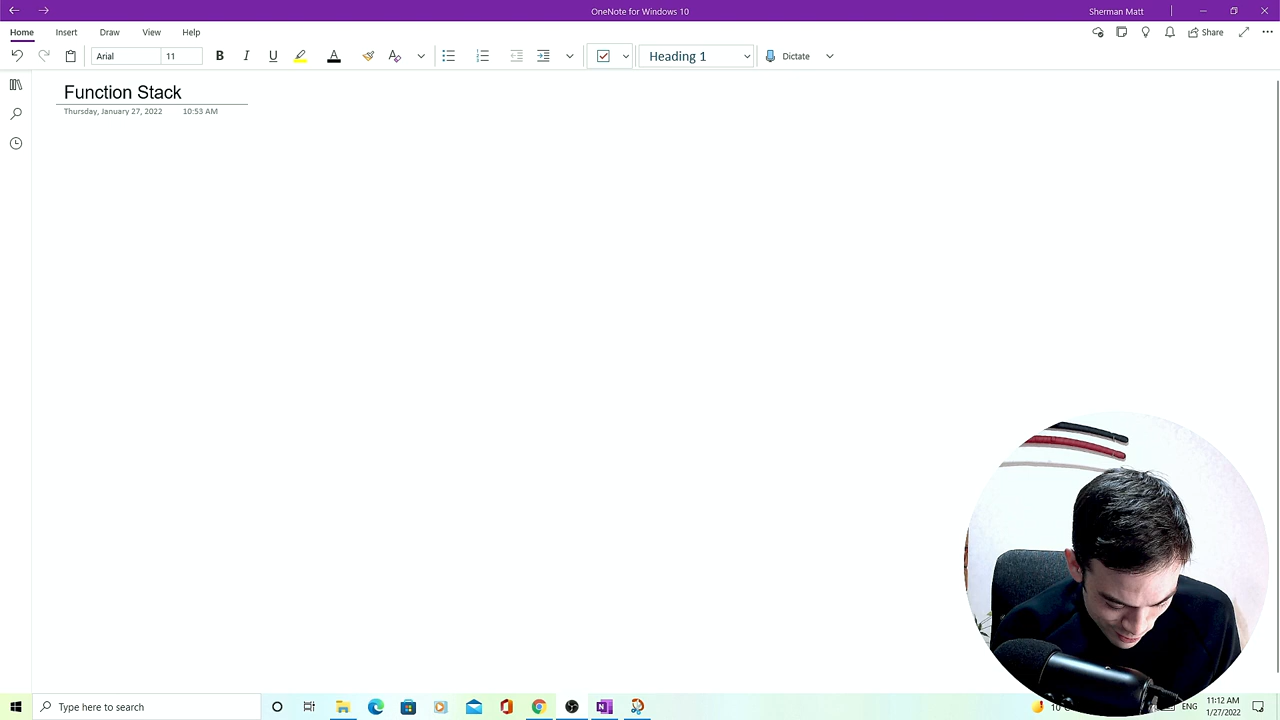 OneNote for Windows 10
Sherman Matt
Home Insert Draw View Help
Share
Arial 11 B I U A Heading 1 Dictate
Function Stack
Thursday, January 27, 2022 10:53 AM
Type here to search
ENG
11:12 AM
1/27/2022